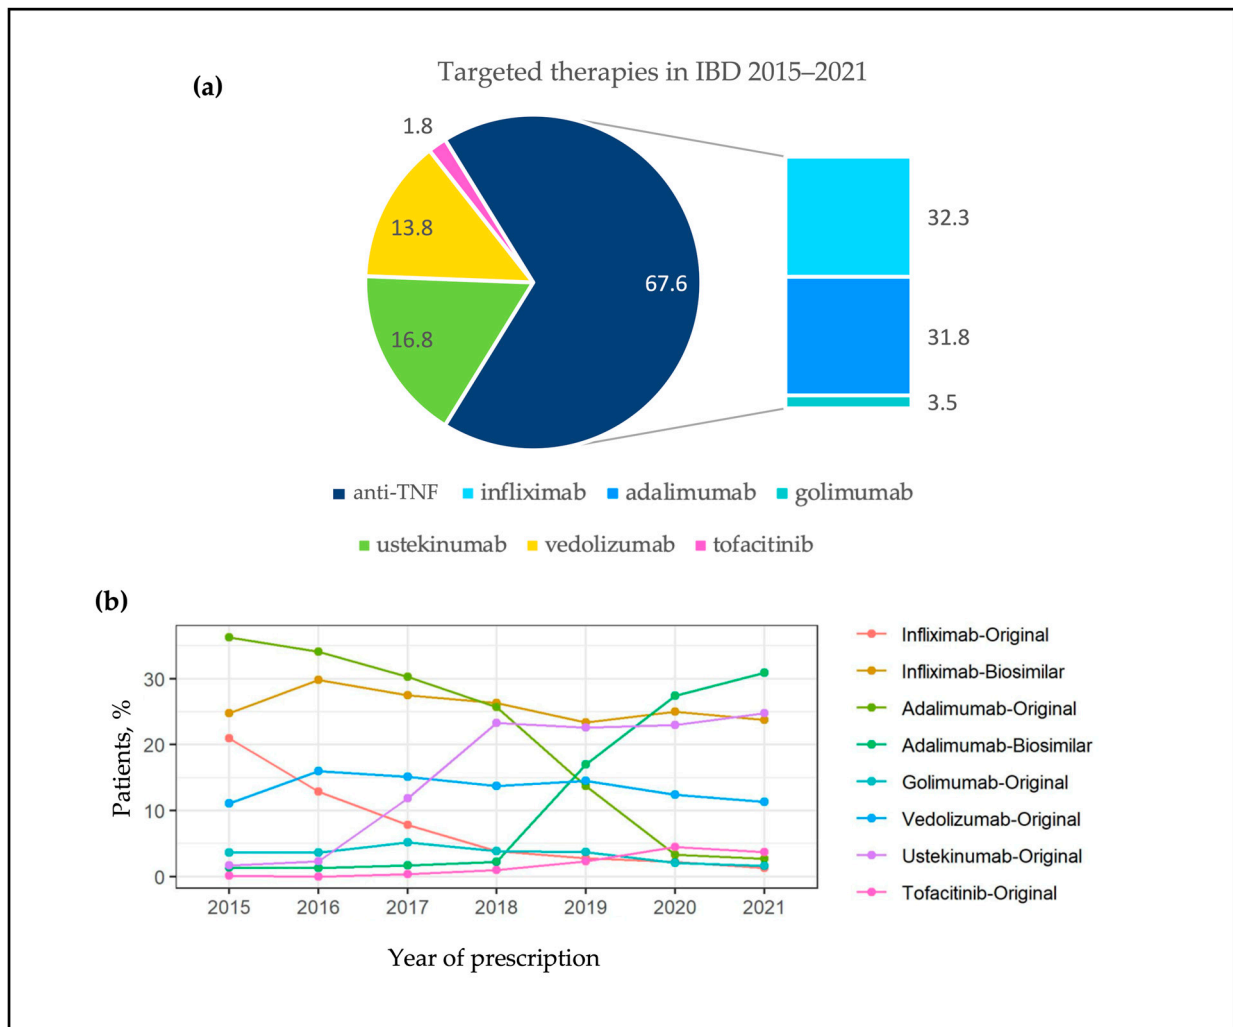 Targeted therapies in IBD 2015–2021
(a)
1.8
13.8
16.8
67.6
32.3
31.8
3.5
anti-TNF infliximab adalimumab golimumab
ustekinumab vedolizumab tofacitinib
(b)
Patients, %
30
20
10
0
2015 2016 2017 2018 2019 2020 2021
Year of prescription
Infliximab-Original
Infliximab-Biosimilar
Adalimumab-Original
Adalimumab-Biosimilar
Golimumab-Original
Vedolizumab-Original
Ustekinumab-Original
Tofacitinib-Original